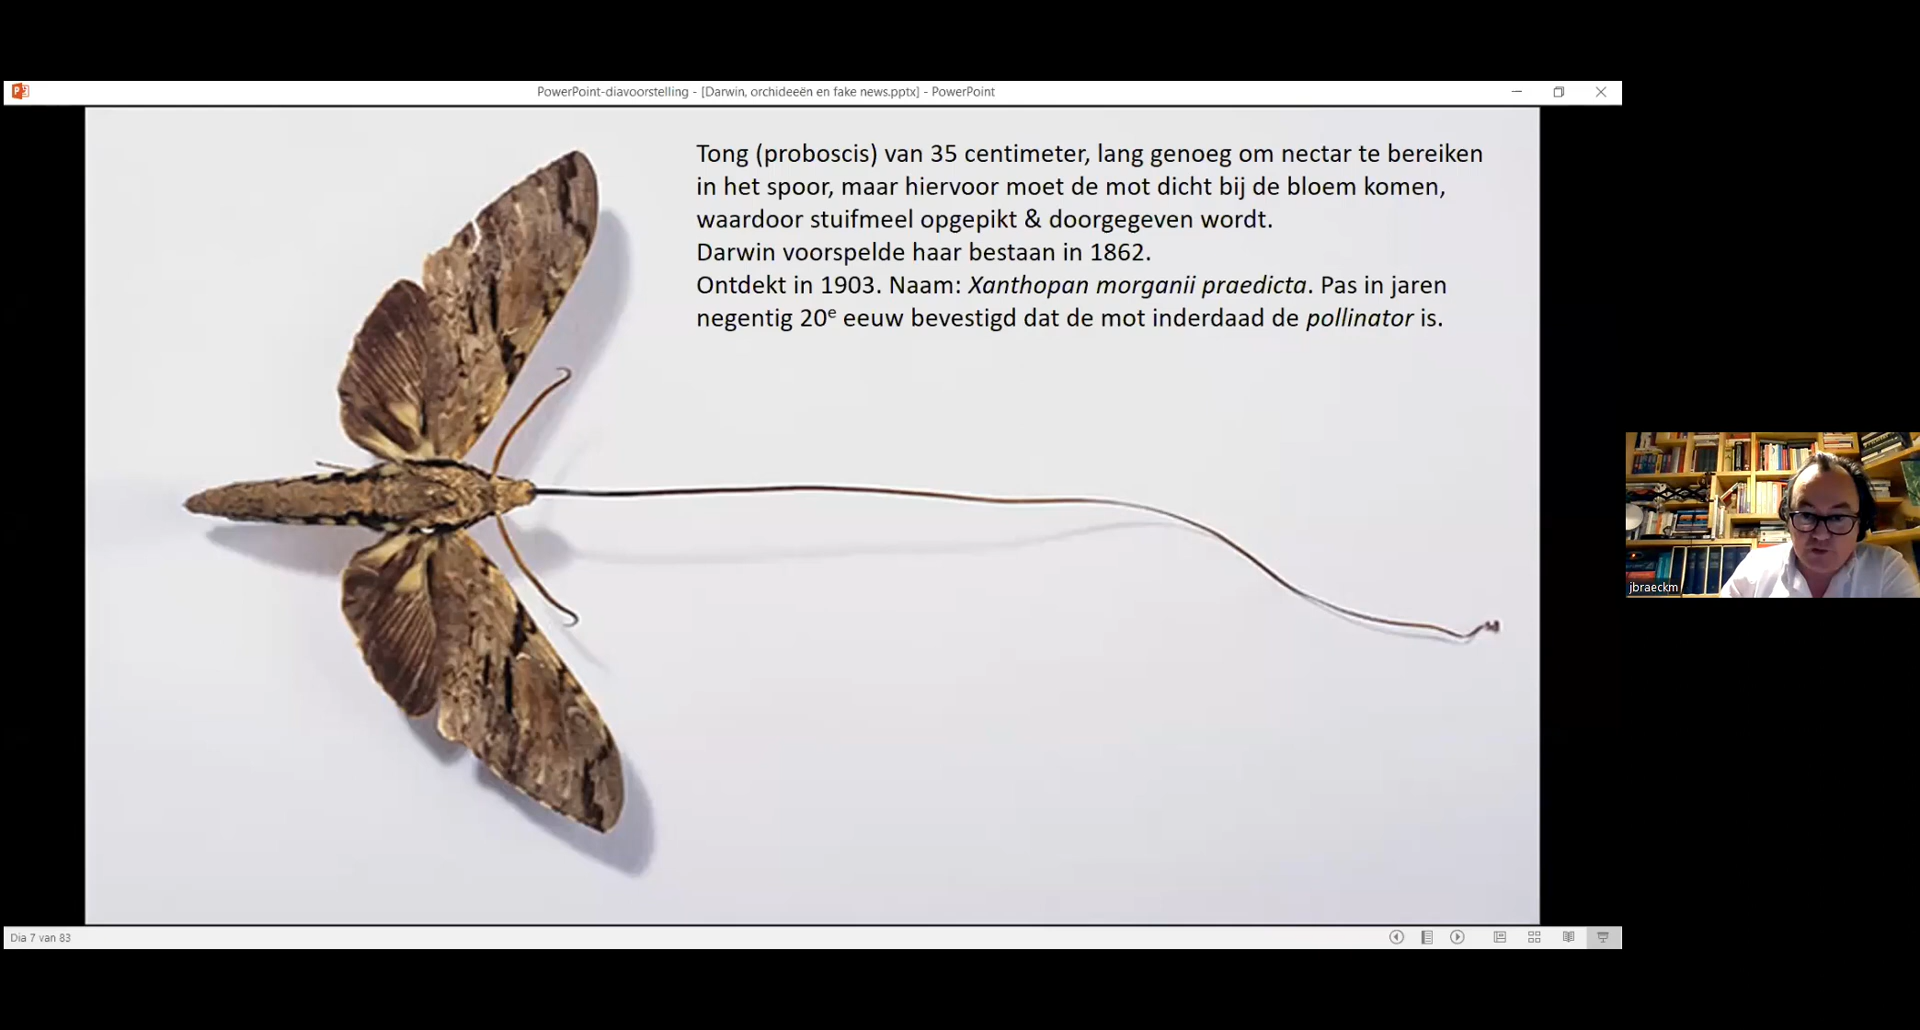 PowerPoint-diavoorstelling - [Darwin, orchideeën en fake news.pptx] - PowerPoint
Tong (proboscis) van 35 centimeter, lang genoeg om nectar te bereiken
in het spoor, maar hiervoor moet de mot dicht bij de bloem komen,
waardoor stuifmeel opgepikt & doorgegeven wordt.
Darwin voorspelde haar bestaan in 1862.
Ontdekt in 1903. Naam: Xanthopan morganii praedicta. Pas in jaren
negentig 20ᵉ eeuw bevestigd dat de mot inderdaad de pollinator is.
jbraeckm
Dia 7 van 83